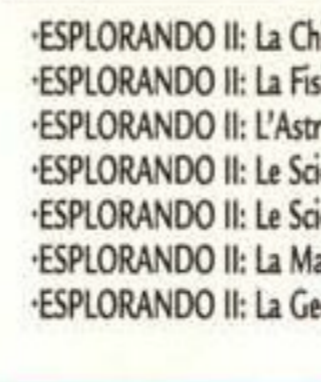 ·ESPLORANDO II: La Ch
·ESPLORANDO II: La Fis
·ESPLORANDO II: L'Astr
·ESPLORANDO II: Le Sci
·ESPLORANDO II: Le Sci
·ESPLORANDO II: La Ma
·ESPLORANDO II: La Ge